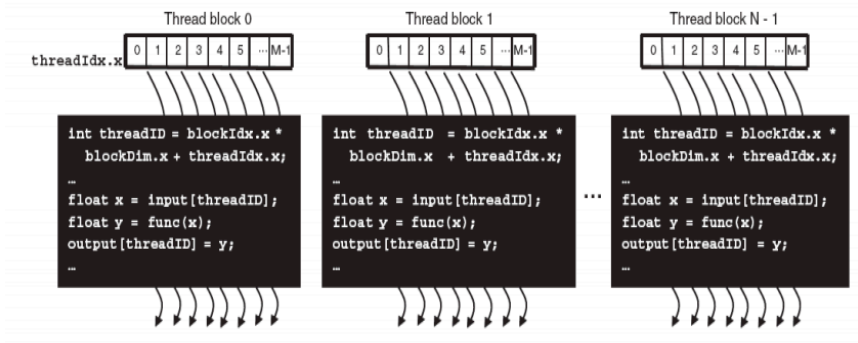 Thread block 0
Thread block 1
Thread block N - 1
threadIdx.x
0 1 2 3 4 5 ... M-1
0 1 2 3 4 5 ... M-1
0 1 2 3 4 5 ... M-1
int threadID = blockIdx.x *
blockDim.x + threadIdx.x;
…
float x = input[threadID];
float y = func(x);
output[threadID] = y;
…
int threadID = blockIdx.x *
blockDim.x + threadIdx.x;
…
float x = input[threadID];
float y = func(x);
output[threadID] = y;
…
...
int threadID = blockIdx.x *
blockDim.x + threadIdx.x;
…
float x = input[threadID];
float y = func(x);
output[threadID] = y;
…